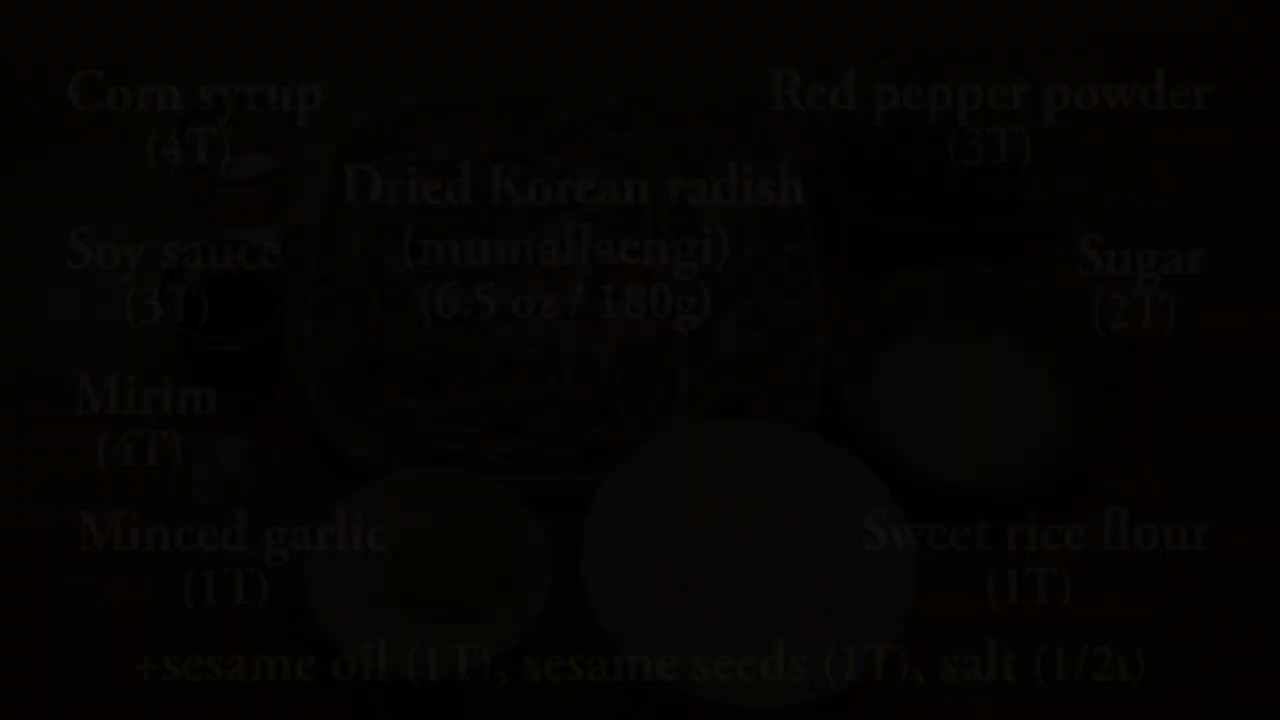 Corn syrup
(4T)
Red pepper powder
(3T)
Dried Korean radish
(mumallaengi)
(6.5 oz / 180g)
Soy sauce
(3T)
Sugar
(2T)
Mirim
(4T)
Minced garlic
(1T)
Sweet rice flour
(1T)
+sesame oil (1T), sesame seeds (1T), salt (1/2t)